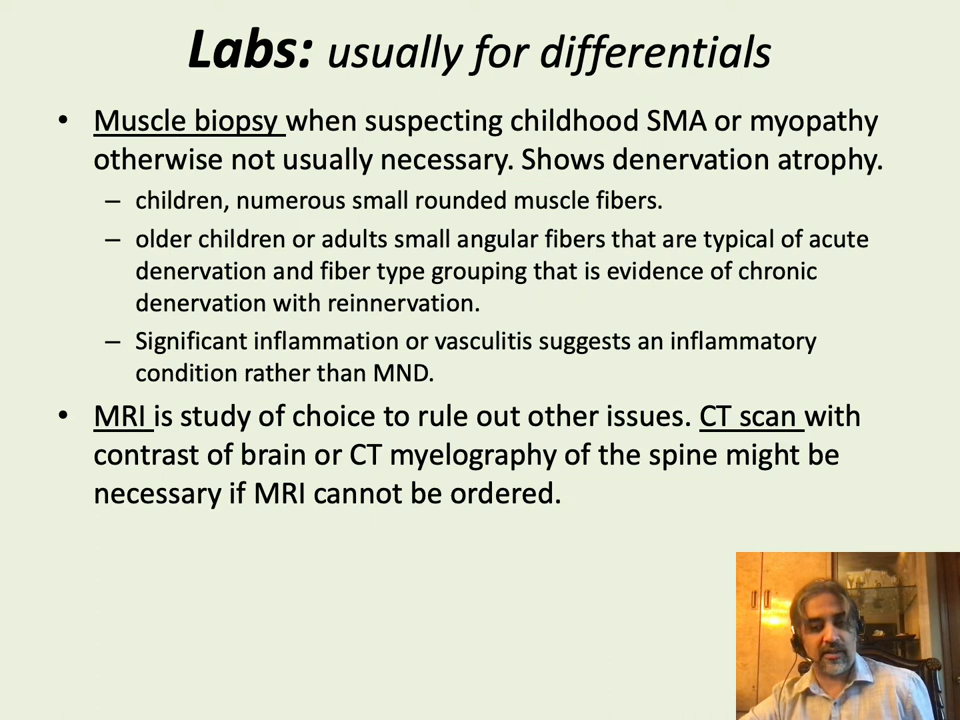 Labs: usually for differentials
• Muscle biopsy when suspecting childhood SMA or myopathy
otherwise not usually necessary. Shows denervation atrophy.
– children, numerous small rounded muscle fibers.
– older children or adults small angular fibers that are typical of acute
denervation and fiber type grouping that is evidence of chronic
denervation with reinnervation.
– Significant inflammation or vasculitis suggests an inflammatory
condition rather than MND.
• MRI is study of choice to rule out other issues. CT scan with
contrast of brain or CT myelography of the spine might be
necessary if MRI cannot be ordered.